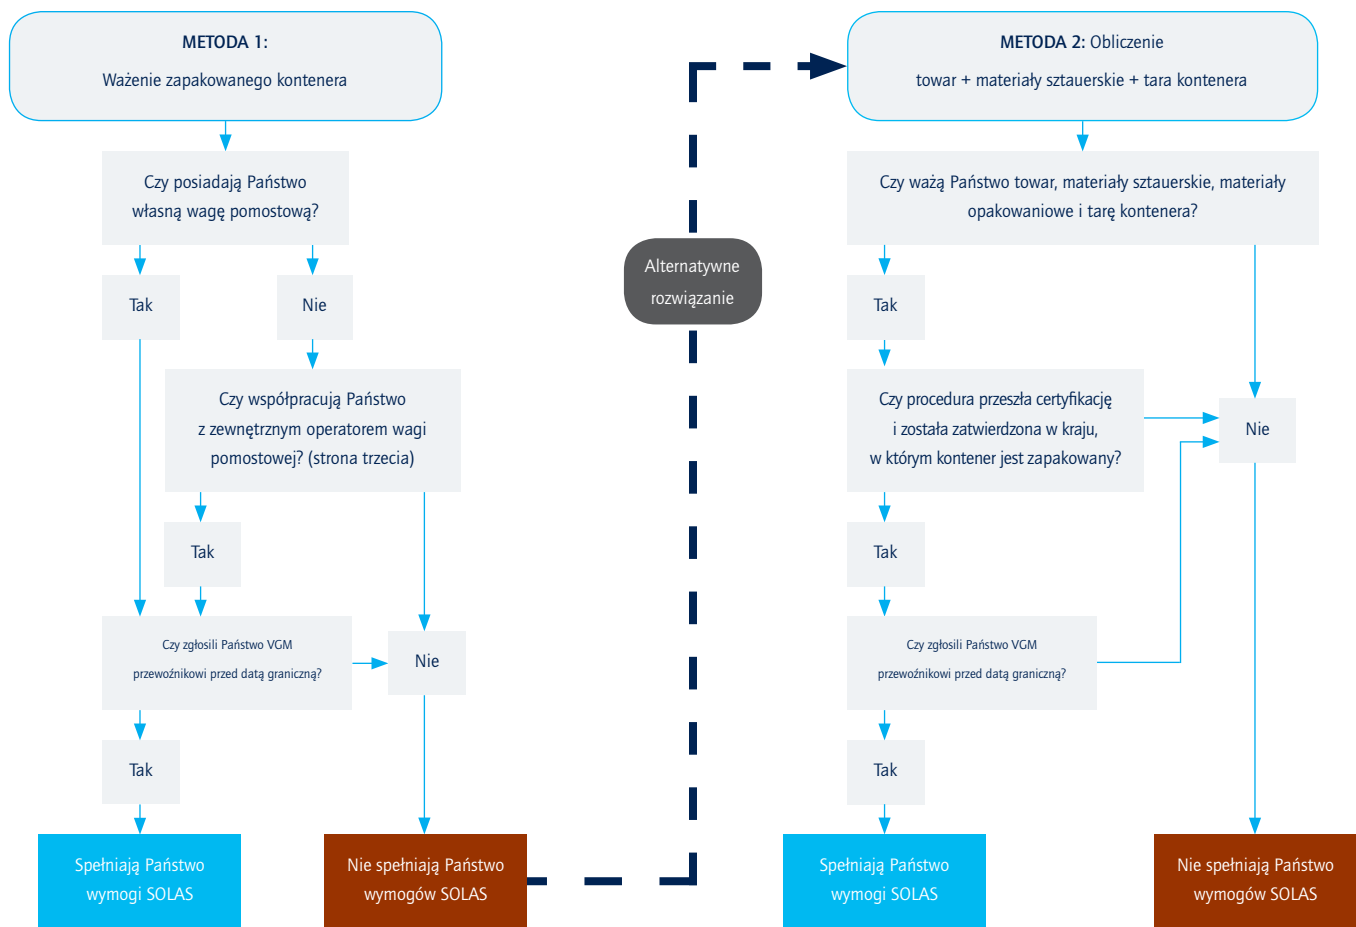 METODA 1:
Ważenie zapakowanego kontenera
Czy posiadają Państwo
własną wagę pomostową?
Tak
Nie
Czy współpracują Państwo
z zewnętrznym operatorem wagi
pomostowej? (strona trzecia)
Tak
Czy zgłosili Państwo VGM
przewoźnikowi przed datą graniczną?
Nie
Tak
Spełniają Państwo
wymogi SOLAS
Nie spełniają Państwo
wymogów SOLAS
Alternatywne
rozwiązanie
METODA 2: Obliczenie
towar + materiały sztauerskie + tara kontenera
Czy ważą Państwo towar, materiały sztauerskie, materiały
opakowaniowe i tarę kontenera?
Tak
Czy procedura przeszła certyfikację
i została zatwierdzona w kraju,
w którym kontener jest zapakowany?
Nie
Tak
Czy zgłosili Państwo VGM
przewoźnikowi przed datą graniczną?
Tak
Spełniają Państwo
wymogi SOLAS
Nie spełniają Państwo
wymogów SOLAS